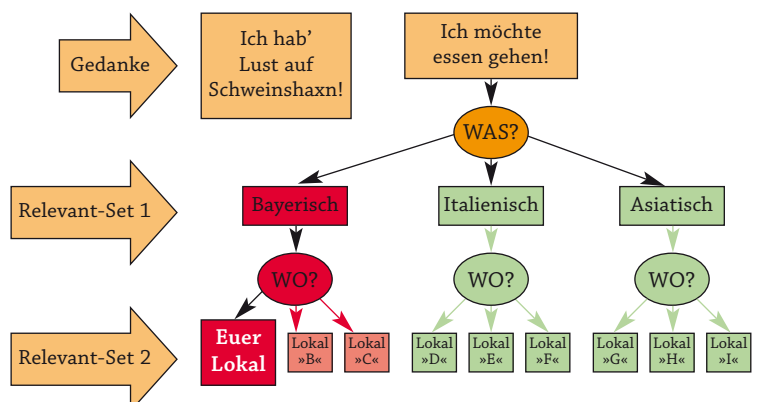 Gedanke
Ich hab’
Lust auf
Schweinshaxn!
Ich möchte
essen gehen!
WAS?
Relevant-Set 1
Bayerisch
Italienisch
Asiatisch
WO?
WO?
WO?
Relevant-Set 2
Euer
Lokal
Lokal
»B«
Lokal
»C«
Lokal
»D«
Lokal
»E«
Lokal
»F«
Lokal
»G«
Lokal
»H«
Lokal
»I«